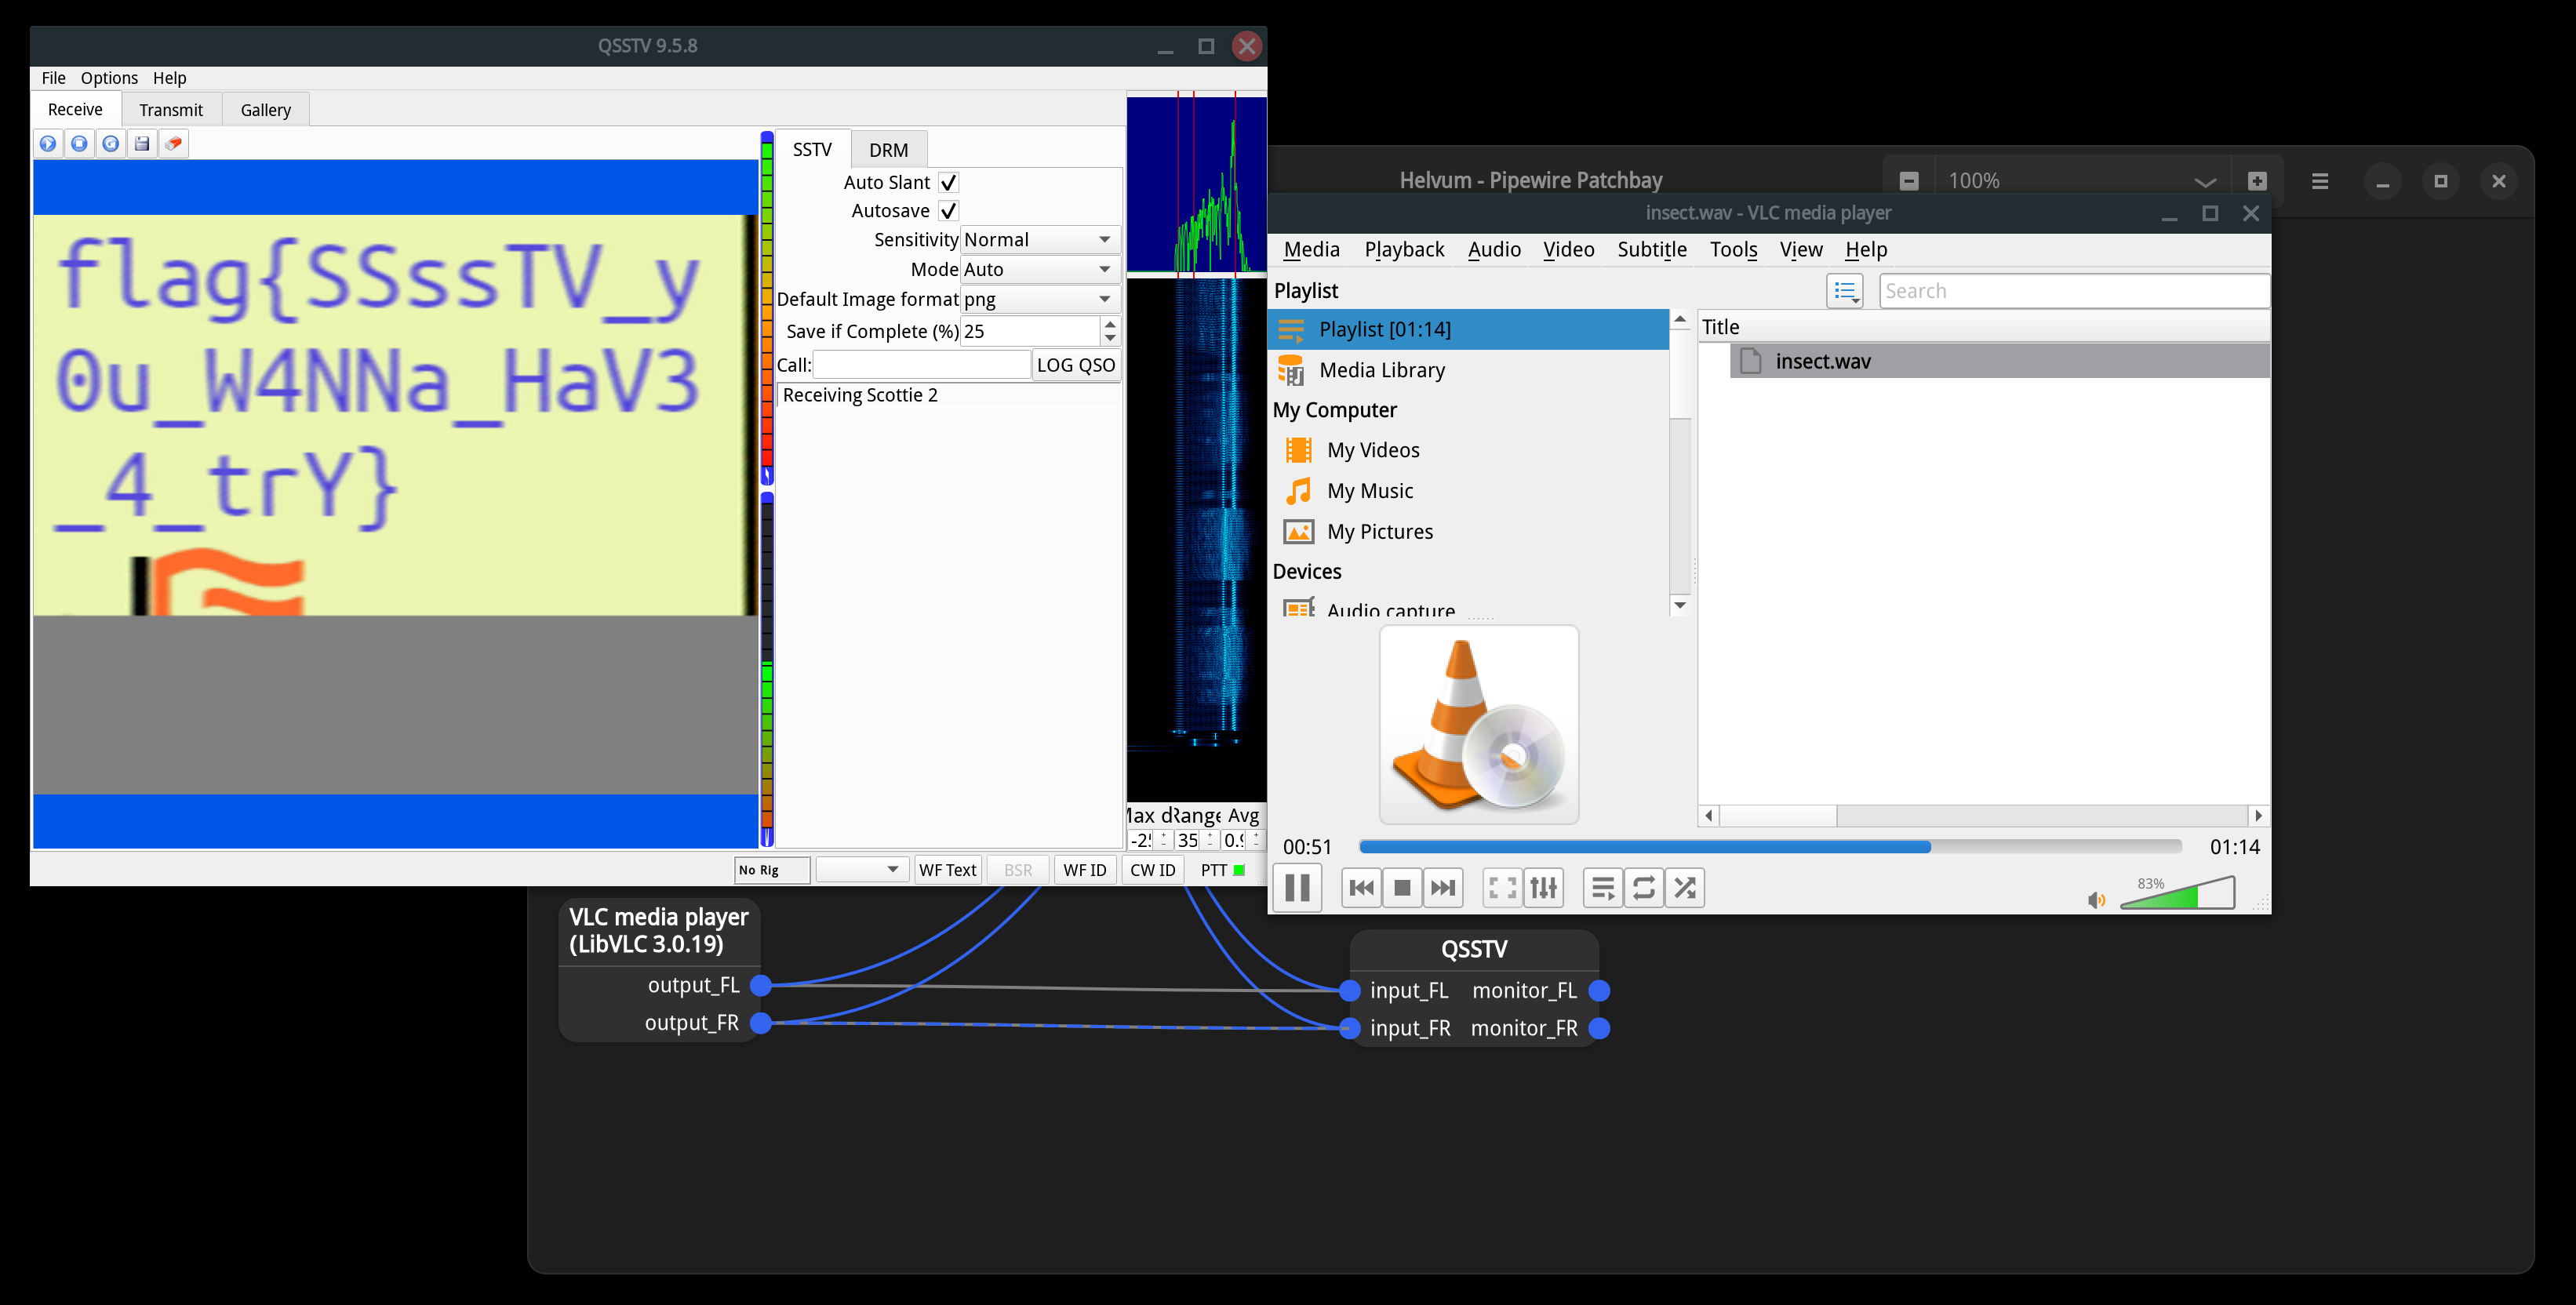 QSSTV 9.5.8
File Options Help
Receive Transmit Gallery
flag{SSssTV_y
0u_W4NNa_HaV3
_4_trY}
SSTV DRM
Auto Slant
Autosave
Sensitivity Normal
Mode Auto
Default Image format png
Save if Complete (%) 25
Call: LOG QSO
Receiving Scottie 2
Range Avg
35
No Rig WF Text BSR WF ID CW ID PTT
Helvum - Pipewire Patchbay
100%
insect.wav - VLC media player
Media Playback Audio Video Subtitle Tools View Help
Playlist
Search
Playlist [01:14]
Media Library
My Computer
My Videos
My Music
My Pictures
Devices
Audio capture
Title
insect.wav
00:51
01:14
83%
VLC media player
(LibVLC 3.0.19)
output_FL
output_FR
QSSTV
input_FL monitor_FL
input_FR monitor_FR